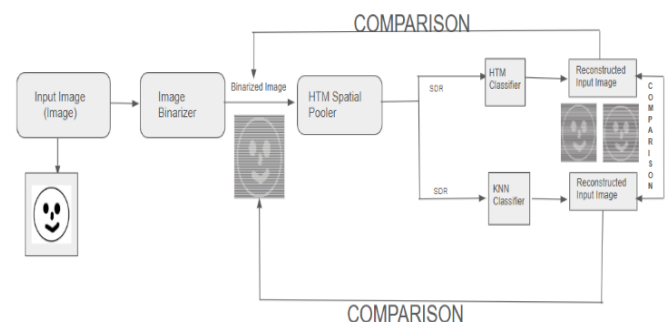 COMPARISON
Input Image
(Image)
Image
Binarizer
Binarized Image
HTM Spatial
Pooler
SDR
HTM
Classifier
Reconstructed
Input Image
COMPARISON
SDR
KNN
Classifier
Reconstructed
Input Image
COMPARISON